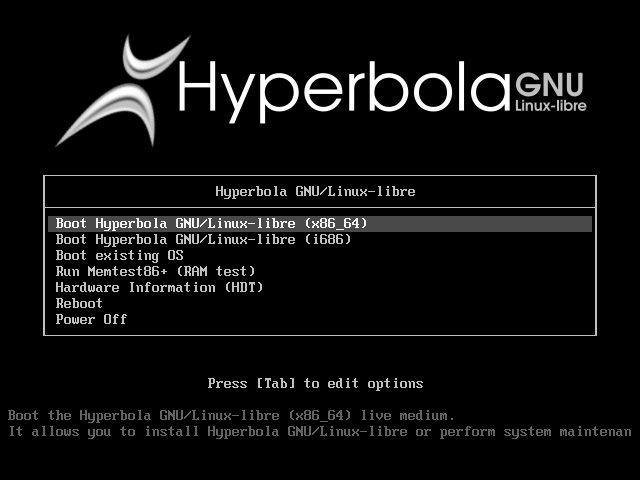 Hyperbola GNU
Linux-libre
Hyperbola GNU/Linux-libre
Boot Hyperbola GNU/Linux-libre (x86_64)
Boot Hyperbola GNU/Linux-libre (i686)
Boot existing OS
Run Memtest86+ (RAM test)
Hardware Information (HDT)
Reboot
Power Off
Press [Tab] to edit options
Boot the Hyperbola GNU/Linux-libre (x86_64) live medium.
It allows you to install Hyperbola GNU/Linux-libre or perform system maintenan